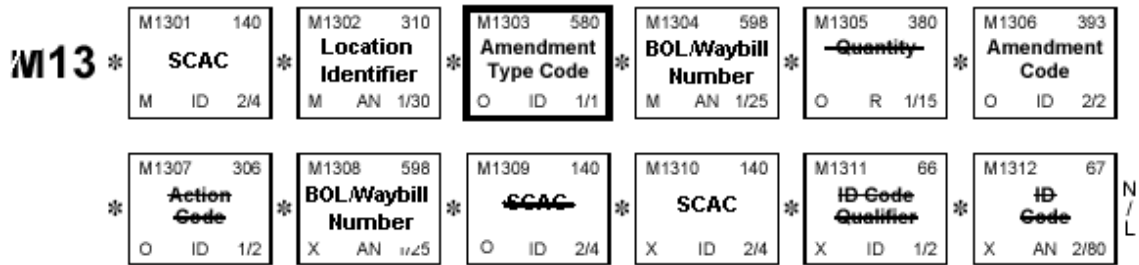 M1301 140 M1302 310 M1303 580 M1304 598 M1305 380 M1306 393
M13 * SCAC * Location Identifier * Amendment Type Code * BOL/Waybill Number * Quantity * Amendment Code
M ID 2/4 M AN 1/30 O ID 1/1 M AN 1/25 O R 1/15 O ID 2/2
M1307 306 M1308 598 M1309 140 M1310 140 M1311 66 M1312 67
* Action Code * BOL/Waybill Number * SCAC * SCAC * ID Code Qualifier * ID Code N/L
O ID 1/2 X AN 1/25 O ID 2/4 X ID 2/4 X ID 1/2 X AN 2/80